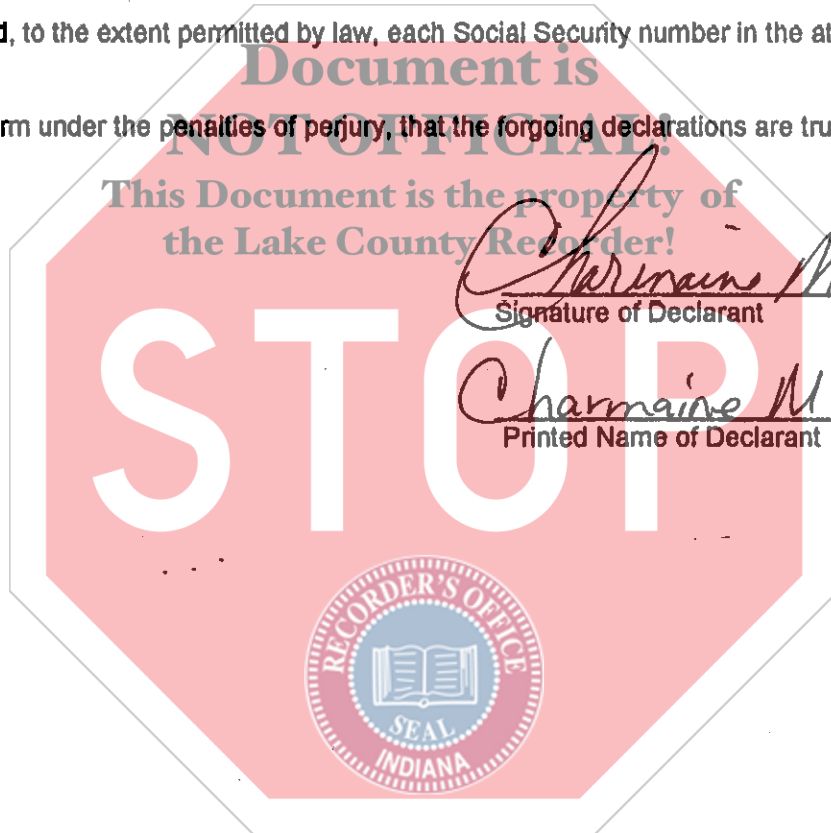 d, to the extent permitted by law, each Social Security number in the at
Document is
rm under the penalties of perjury, that the forgoing declarations are tru
NOT OFFICIAL!
This Document is the property of
the Lake County Recorder!
Charmaine M
Signature of Declarant
Charmaine M
Printed Name of Declarant
STOP
RECORDER'S OFFICE
SEAL
INDIANA